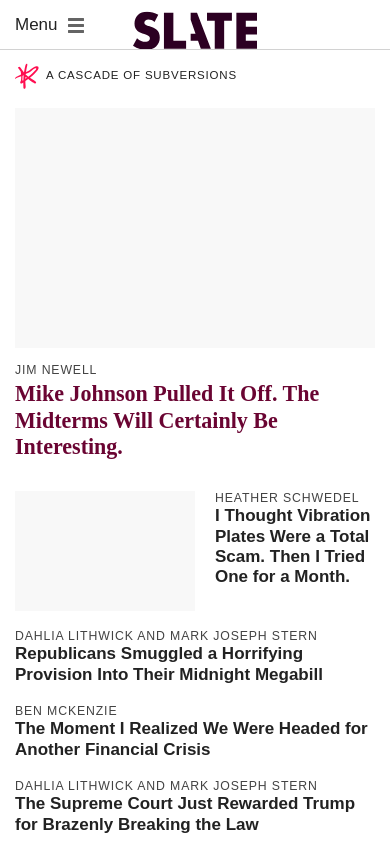 Menu
SLATE
A CASCADE OF SUBVERSIONS
JIM NEWELL
Mike Johnson Pulled It Off. The
Midterms Will Certainly Be
Interesting.
HEATHER SCHWEDEL
I Thought Vibration
Plates Were a Total
Scam. Then I Tried
One for a Month.
DAHLIA LITHWICK AND MARK JOSEPH STERN
Republicans Smuggled a Horrifying
Provision Into Their Midnight Megabill
BEN MCKENZIE
The Moment I Realized We Were Headed for
Another Financial Crisis
DAHLIA LITHWICK AND MARK JOSEPH STERN
The Supreme Court Just Rewarded Trump
for Brazenly Breaking the Law